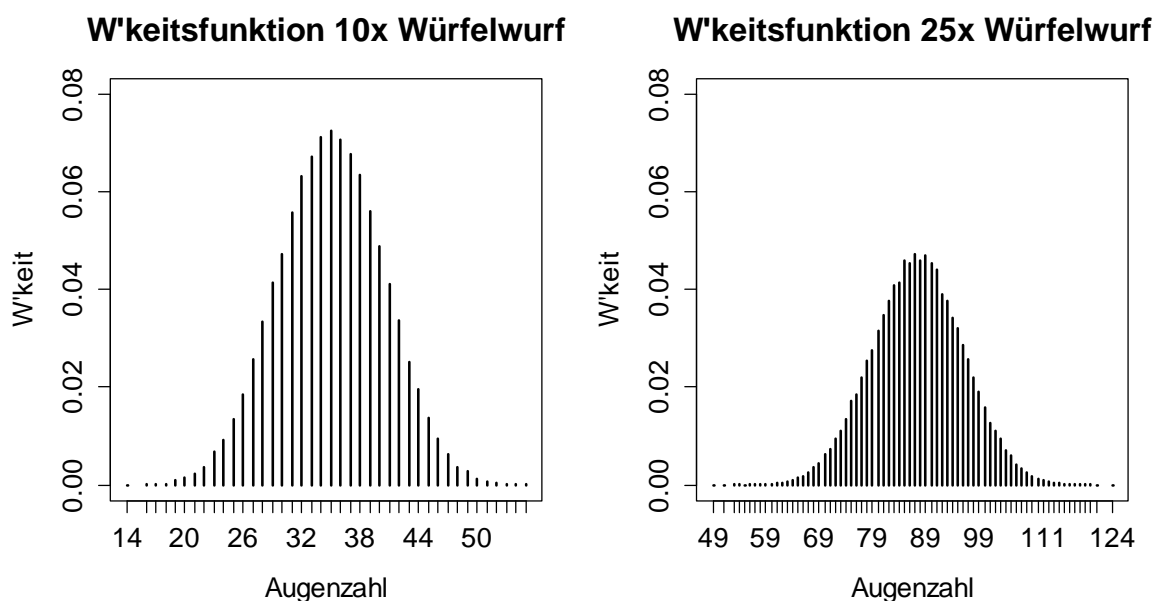 W'keitsfunktion 10x Würfelwurf
0.08
0.06
0.04
0.02
0.00
W'keit
14 20 26 32 38 44 50
Augenzahl
W'keitsfunktion 25x Würfelwurf
0.08
0.06
0.04
0.02
0.00
W'keit
49 59 69 79 89 99 111 124
Augenzahl